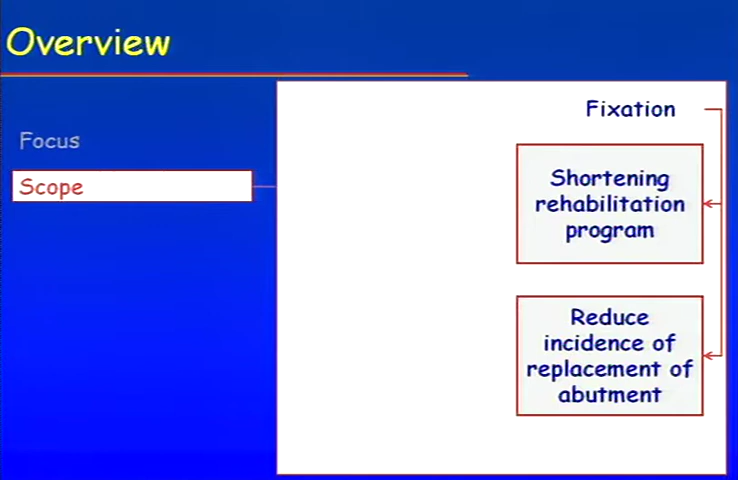 Overview
Focus
Scope
Fixation
Shortening
rehabilitation
program
Reduce
incidence of
replacement of
abutment